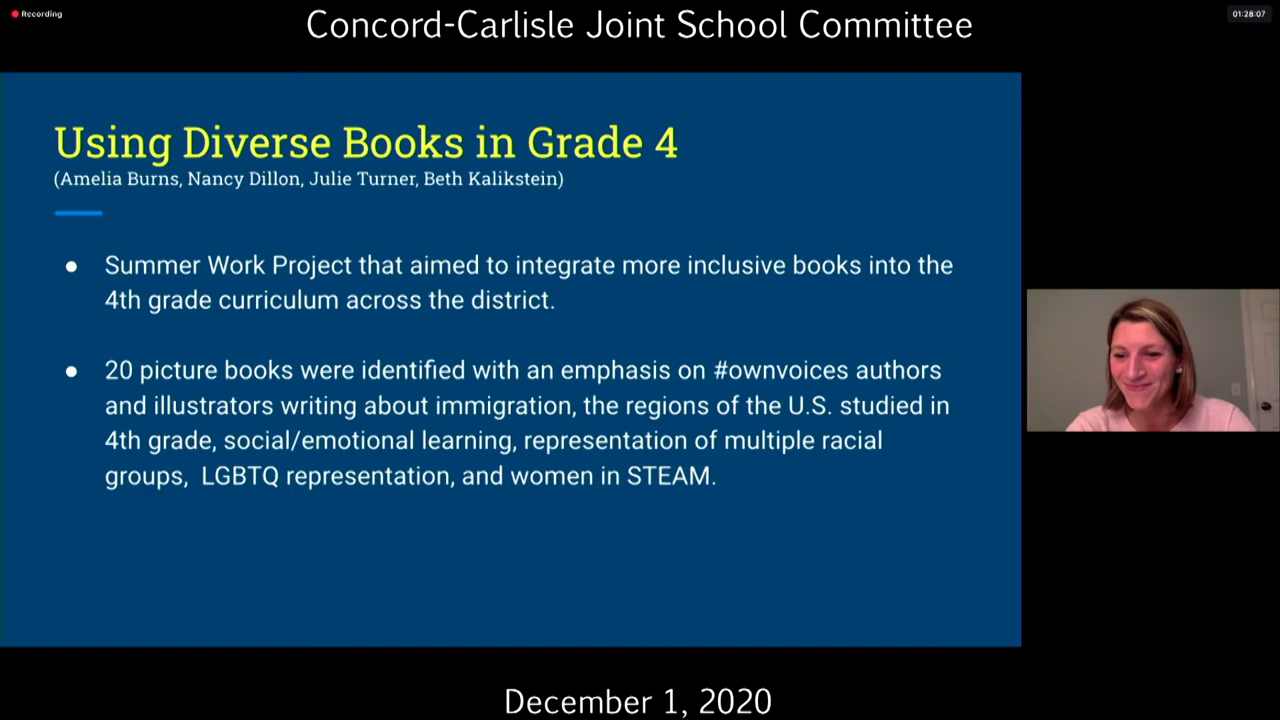 Recording
Concord-Carlisle Joint School Committee
01:28:07
Using Diverse Books in Grade 4
(Amelia Burns, Nancy Dillon, Julie Turner, Beth Kalikstein)
● Summer Work Project that aimed to integrate more inclusive books into the
4th grade curriculum across the district.
● 20 picture books were identified with an emphasis on #ownvoices authors
and illustrators writing about immigration, the regions of the U.S. studied in
4th grade, social/emotional learning, representation of multiple racial
groups,  LGBTQ representation, and women in STEAM.
December 1, 2020